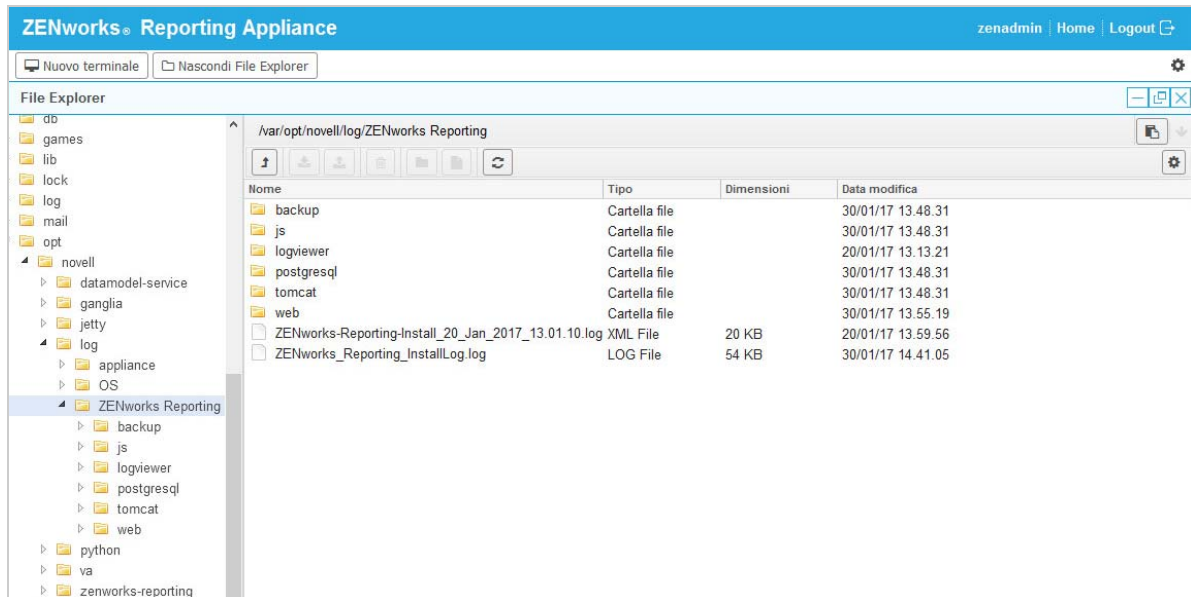 ZENworks® Reporting Appliance
zenadmin | Home | Logout
Nuovo terminale
Nascondi File Explorer
File Explorer
db
games
lib
lock
log
mail
opt
novell
datamodel-service
ganglia
jetty
log
appliance
OS
ZENworks Reporting
backup
js
logviewer
postgresql
tomcat
web
python
va
zenworks-reporting
/var/opt/novell/log/ZENworks Reporting
Nome Tipo Dimensioni Data modifica
backup Cartella file 30/01/17 13.48.31
js Cartella file 30/01/17 13.48.31
logviewer Cartella file 20/01/17 13.13.21
postgresql Cartella file 30/01/17 13.48.31
tomcat Cartella file 30/01/17 13.48.31
web Cartella file 30/01/17 13.55.19
ZENworks-Reporting-Install_20_Jan_2017_13.01.10.log XML File 20 KB 20/01/17 13.59.56
ZENworks_Reporting_InstallLog.log LOG File 54 KB 30/01/17 14.41.05